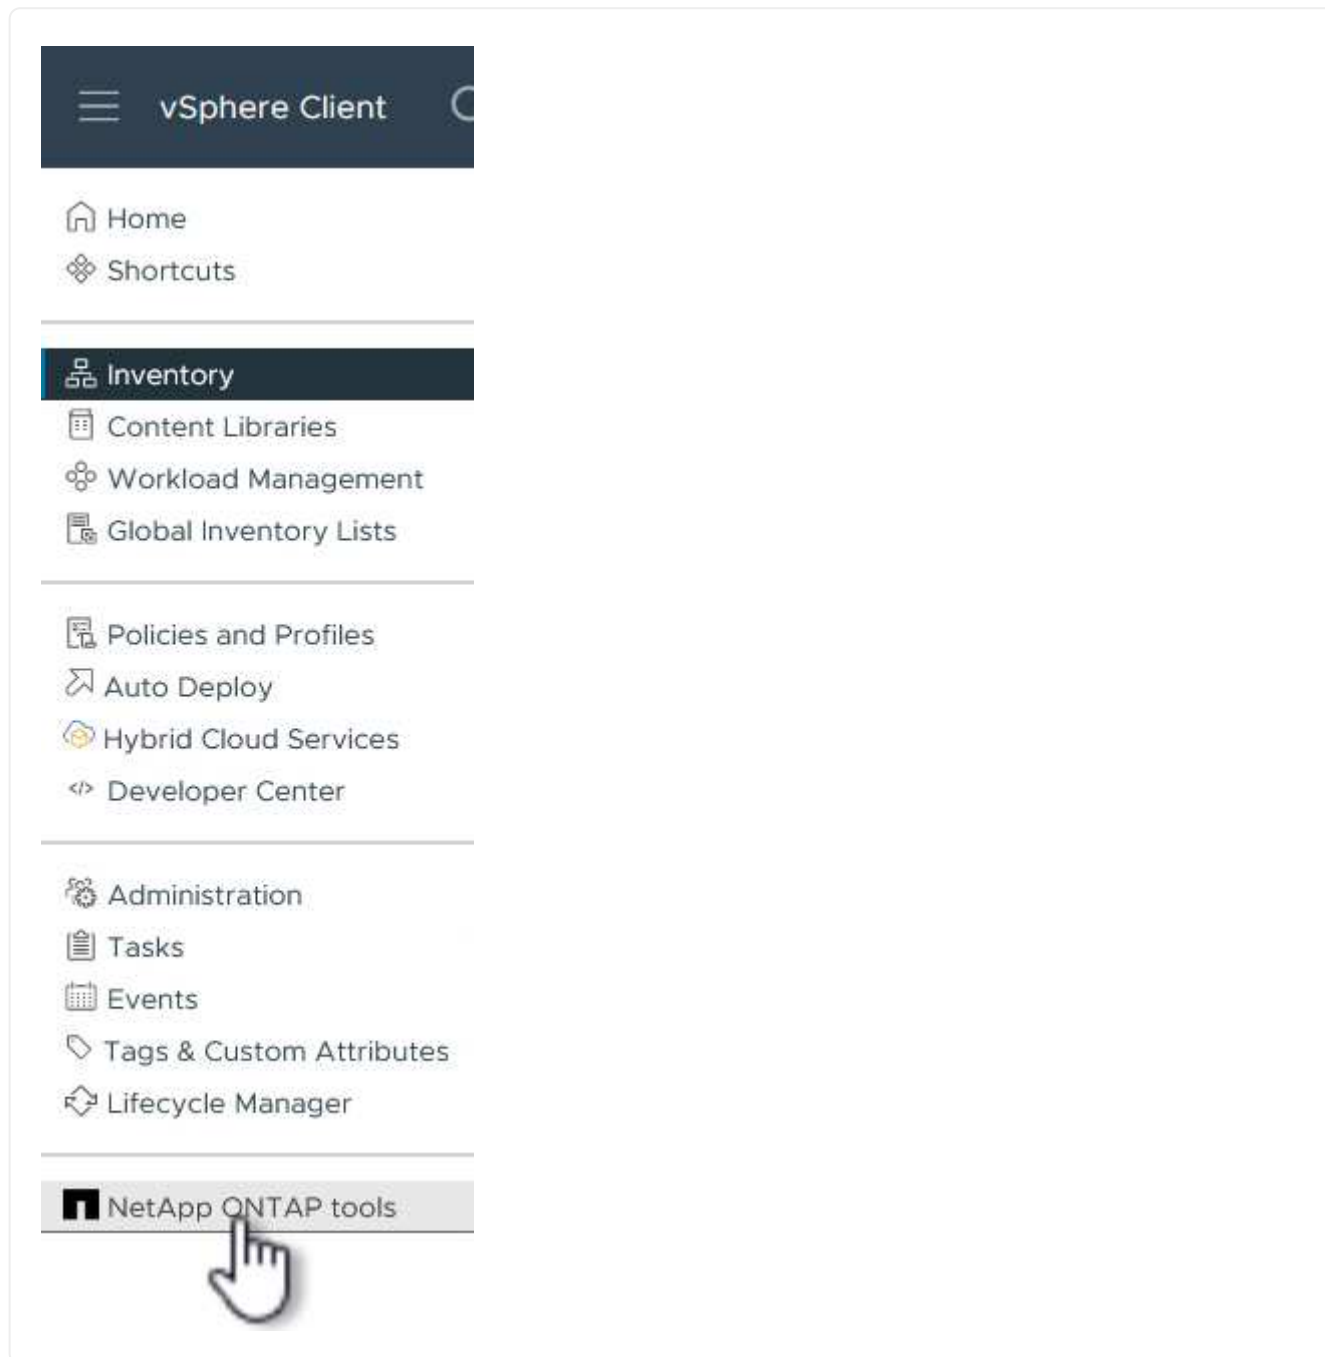 vSphere Client
Home
Shortcuts
Inventory
Content Libraries
Workload Management
Global Inventory Lists
Policies and Profiles
Auto Deploy
Hybrid Cloud Services
Developer Center
Administration
Tasks
Events
Tags & Custom Attributes
Lifecycle Manager
NetApp ONTAP tools